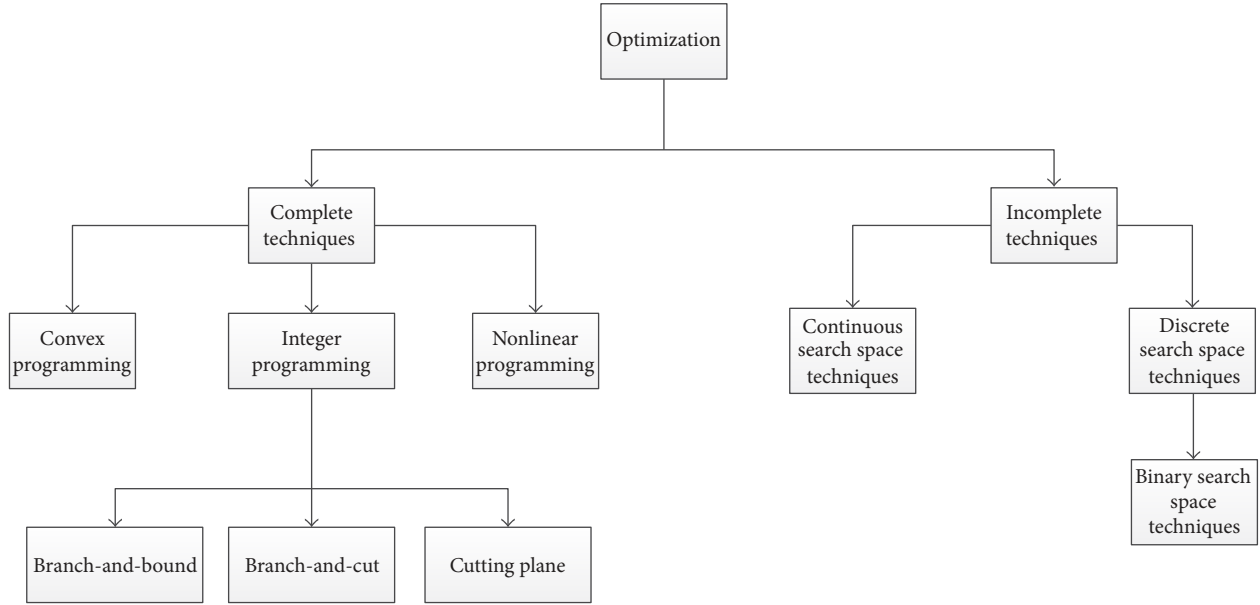 Optimization
Complete
techniques
Incomplete
techniques
Convex
programming
Integer
programming
Nonlinear
programming
Continuous
search space
techniques
Discrete
search space
techniques
Binary search
space
techniques
Branch-and-bound
Branch-and-cut
Cutting plane